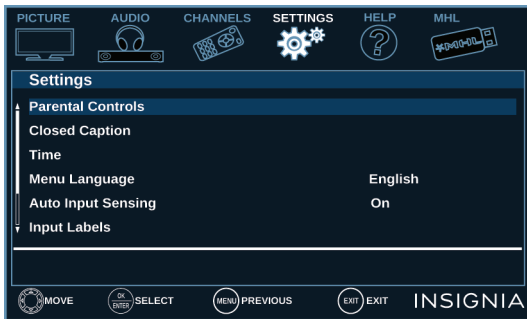 PICTURE AUDIO CHANNELS SETTINGS HELP MHL
MHL
Settings
Parental Controls
Closed Caption
Time
Menu Language English
Auto Input Sensing On
Input Labels
MOVE OK ENTER SELECT MENU PREVIOUS EXIT EXIT INSIGNIA